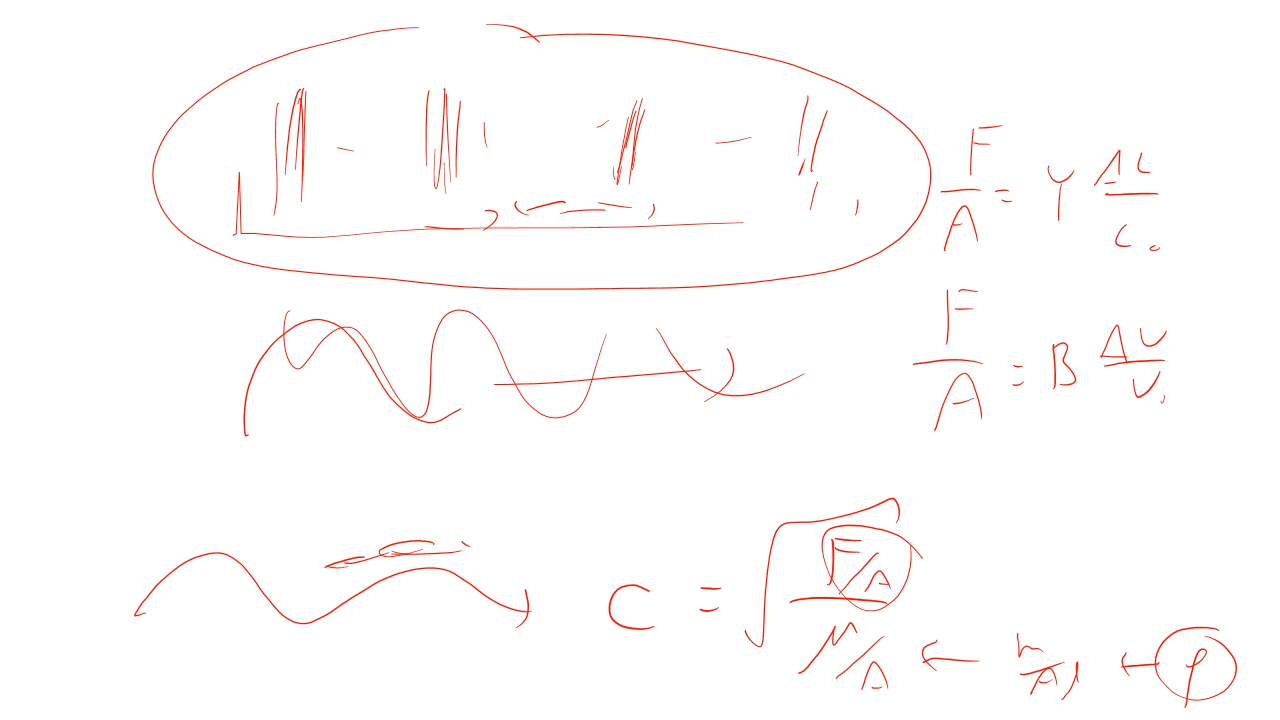 F/A = Y ΔL/L₀
F/A = B ΔV/V₀
C = √((F/A)/(μ/A)) ← m/Al ← ρ